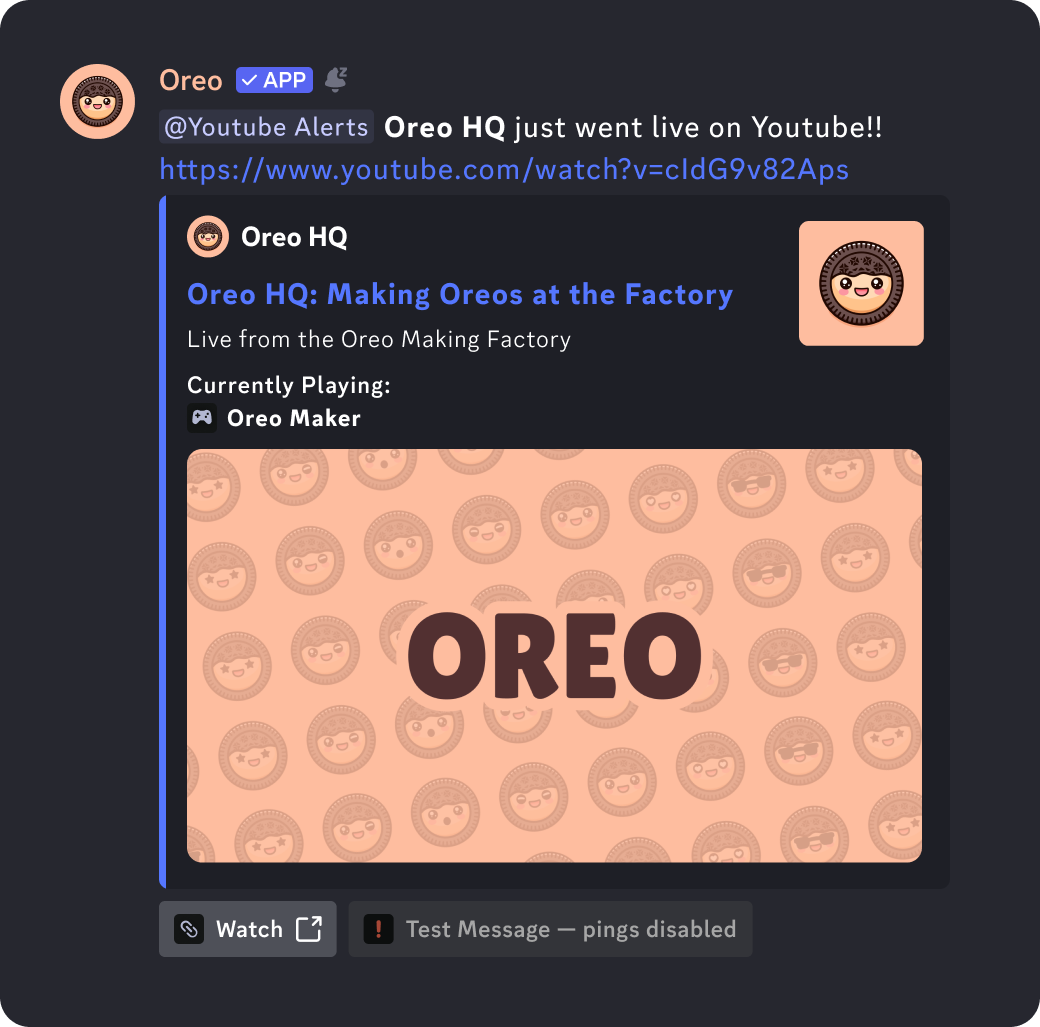 Oreo APP
@Youtube Alerts Oreo HQ just went live on Youtube!!
https://www.youtube.com/watch?v=cIdG9v82Aps
Oreo HQ
Oreo HQ: Making Oreos at the Factory
Live from the Oreo Making Factory
Currently Playing:
Oreo Maker
OREO
Watch
Test Message — pings disabled